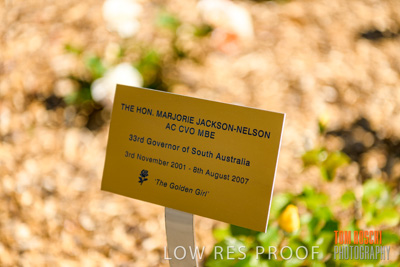 THE HON. MARJORIE JACKSON-NELSON
AC CVO MBE
33rd Governor of South Australia
3rd November 2001 - 8th August 2007
'The Golden Girl'
LOW RES PROOF
PHOTOGRAPHY